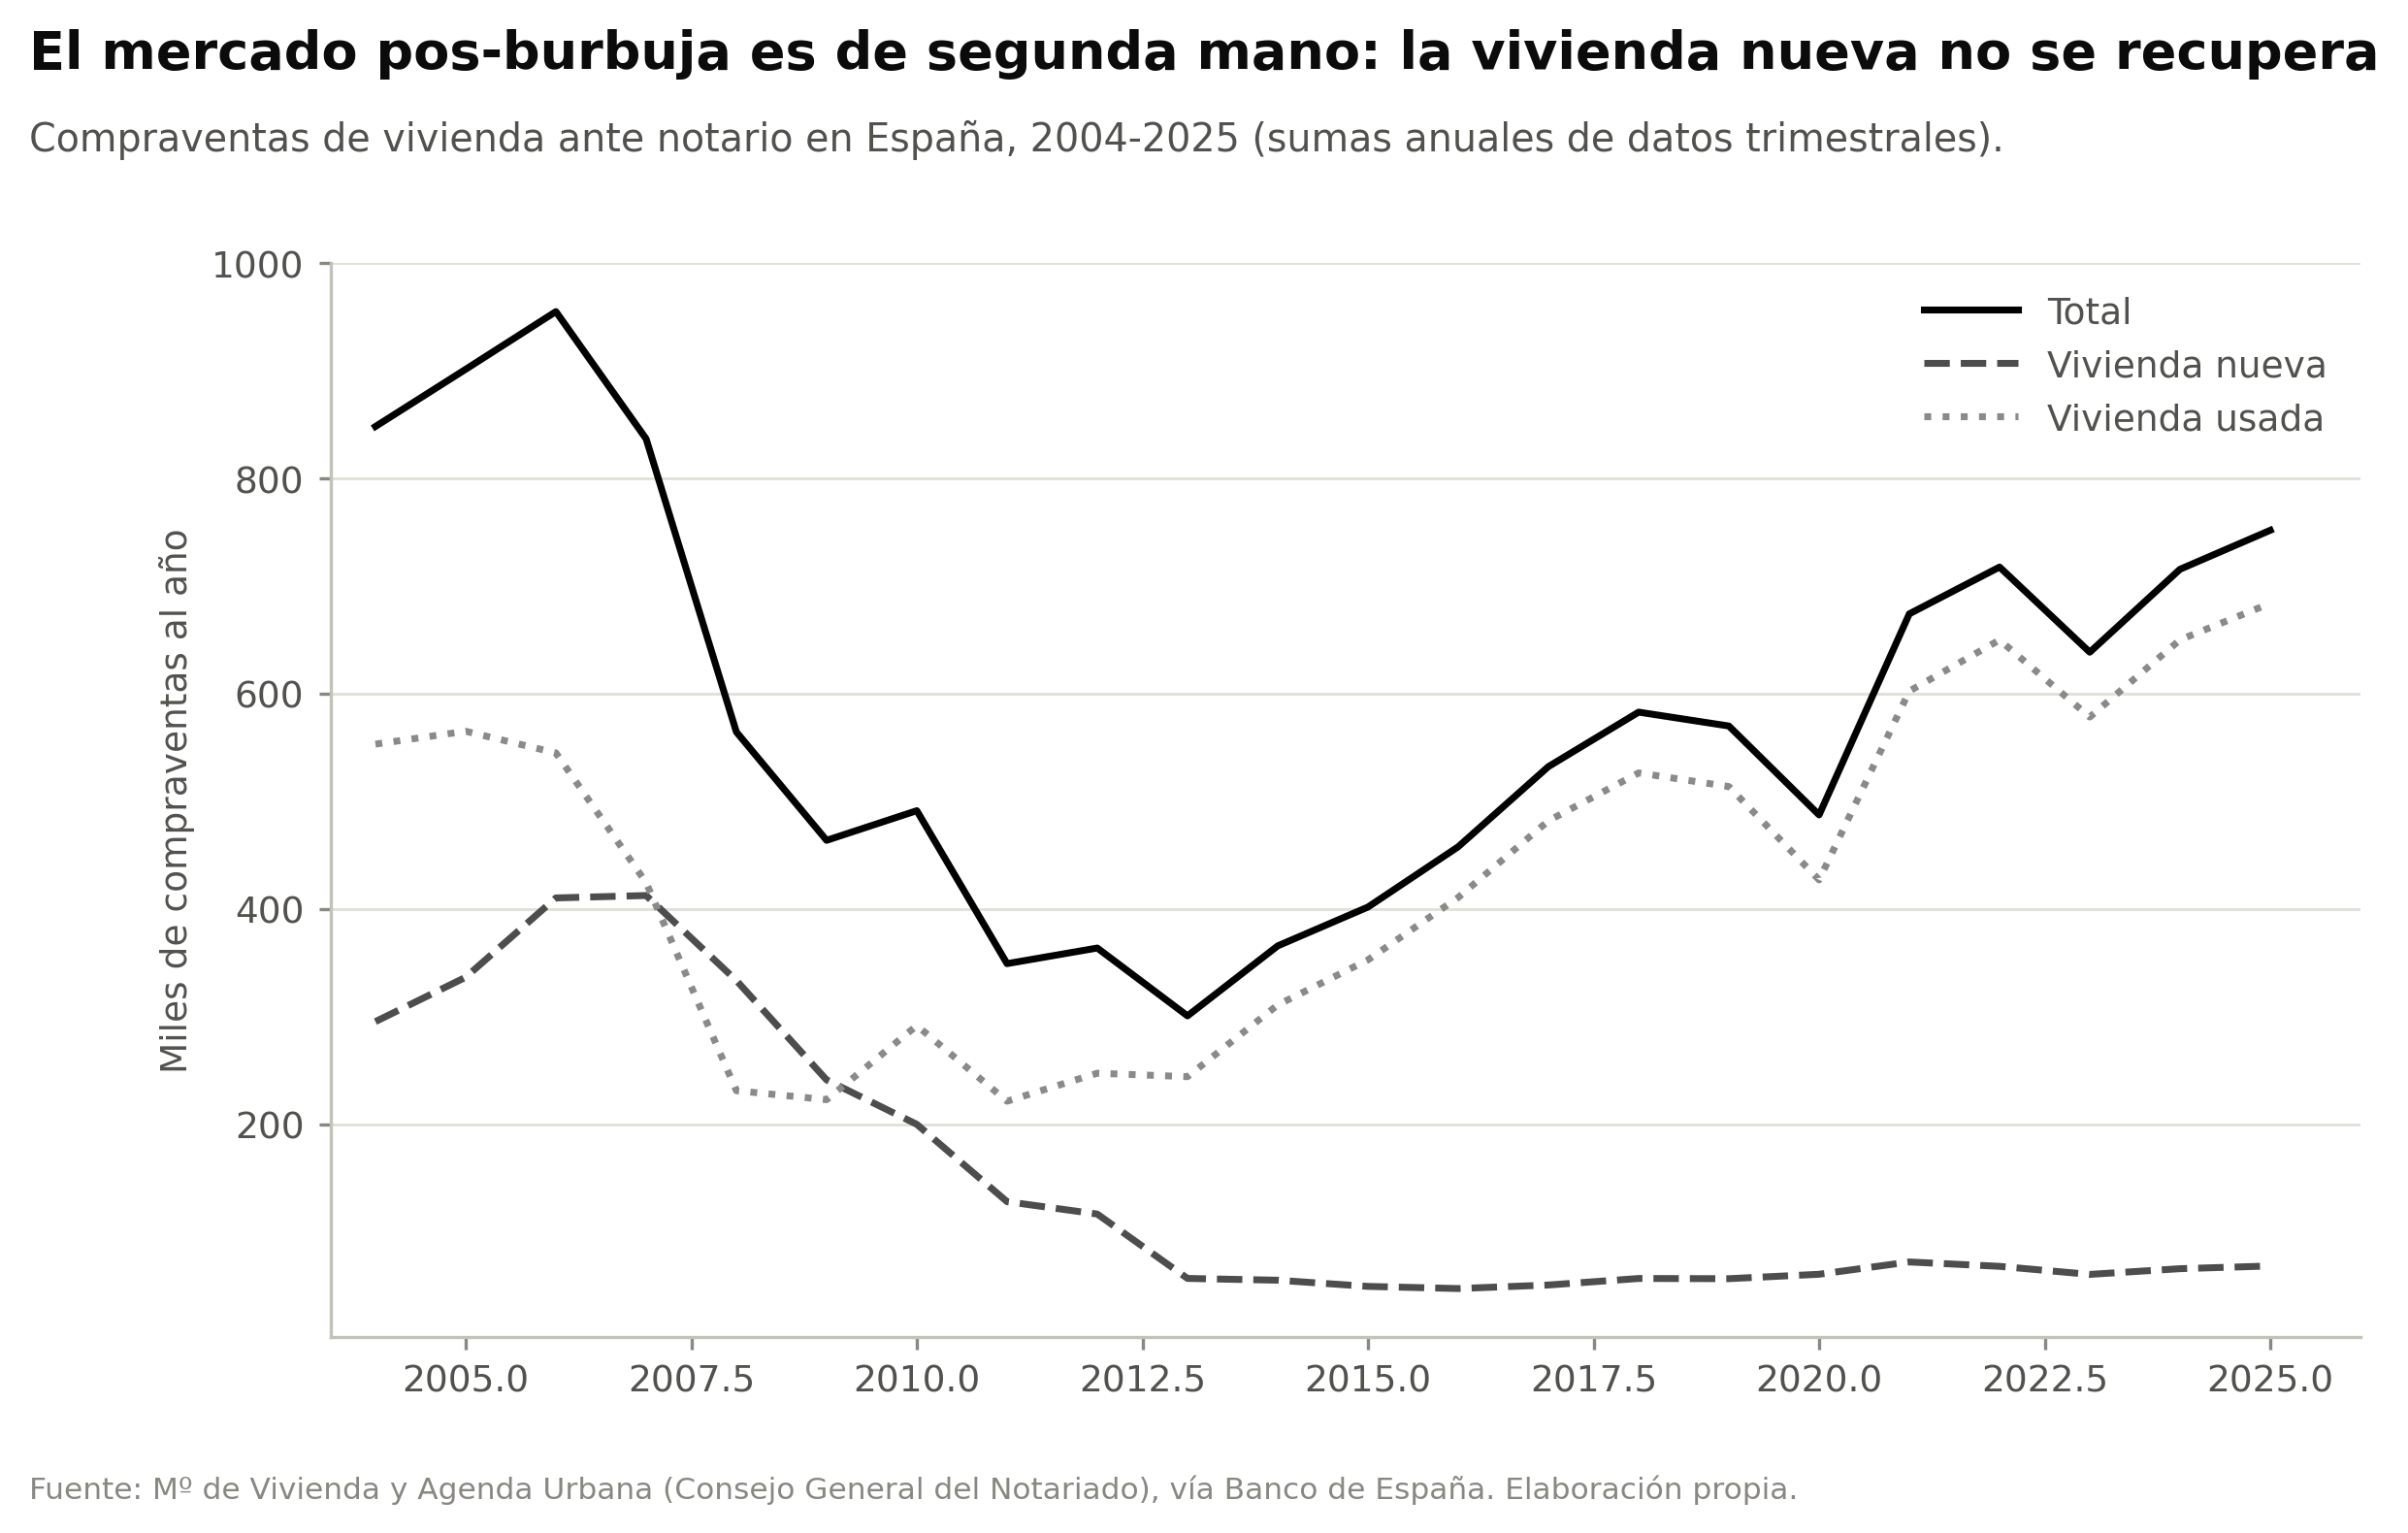 El mercado pos-burbuja es de segunda mano: la vivienda nueva no se recupera
Compraventas de vivienda ante notario en España, 2004-2025 (sumas anuales de datos trimestrales).
Miles de compraventas al año
1000
800
600
400
200
Total
Vivienda nueva
Vivienda usada
2005.0 2007.5 2010.0 2012.5 2015.0 2017.5 2020.0 2022.5 2025.0
Fuente: Mº de Vivienda y Agenda Urbana (Consejo General del Notariado), vía Banco de España. Elaboración propia.